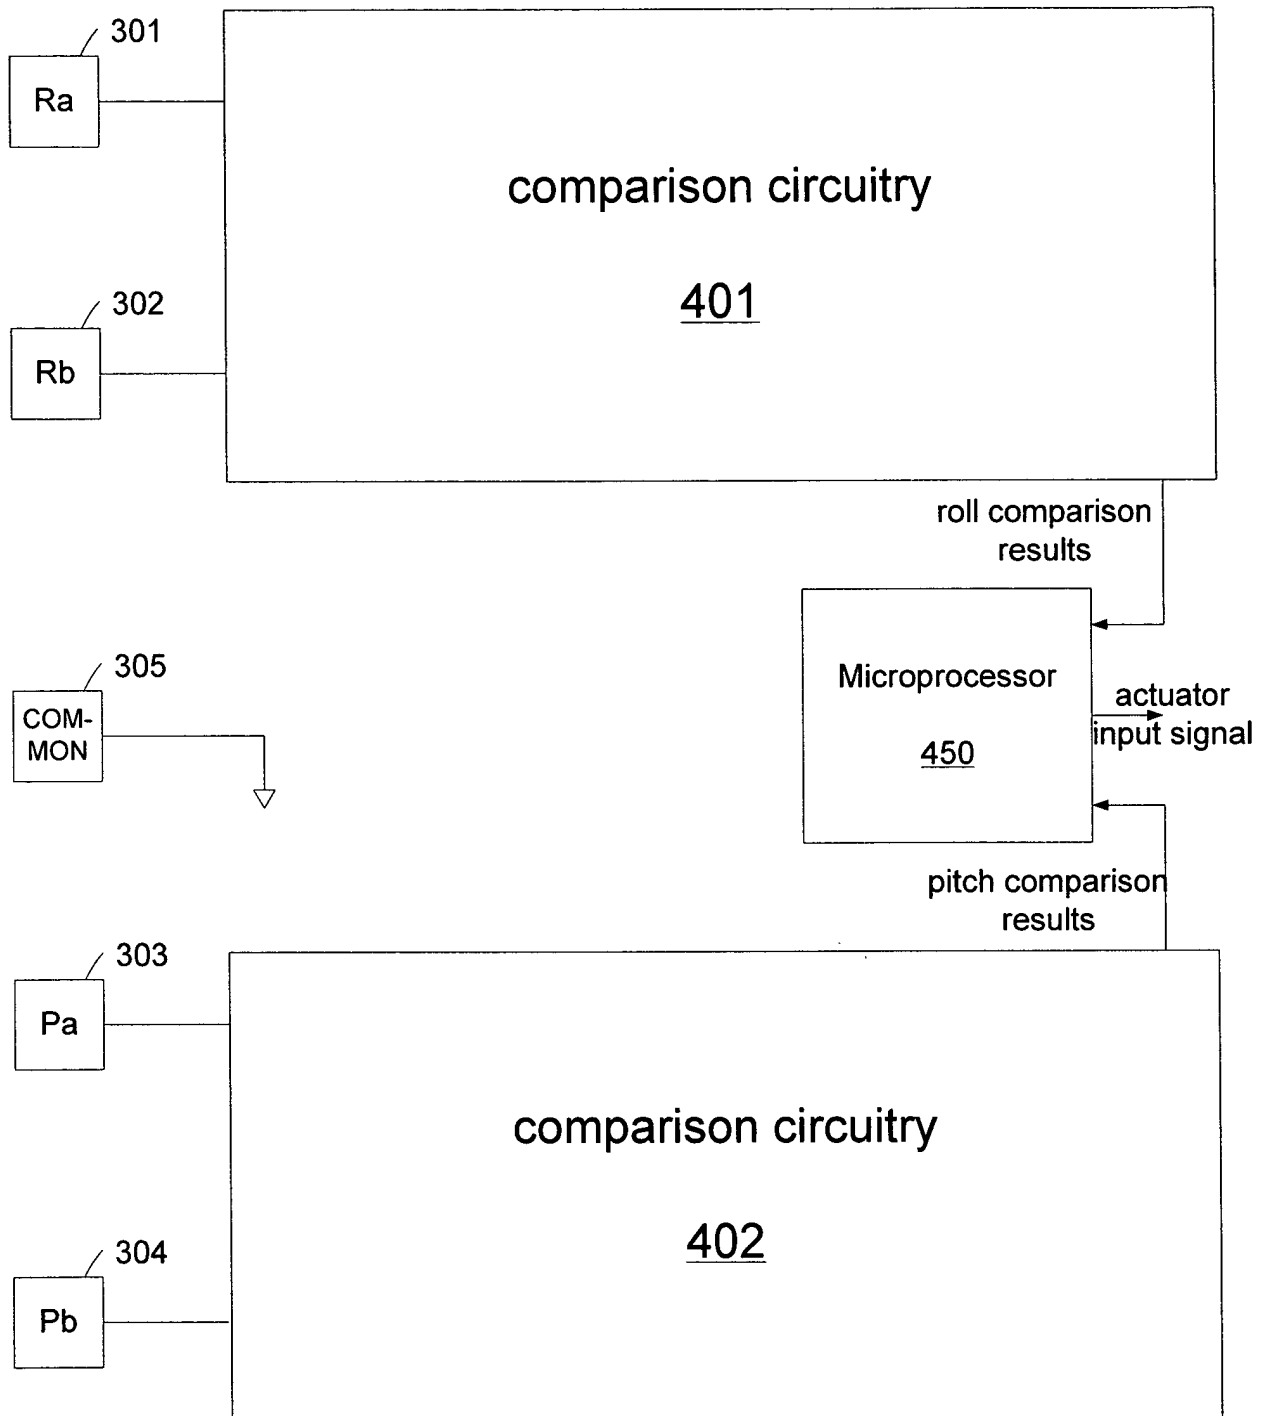 301
Ra
comparison circuitry
401
302
Rb
roll comparison
results
305
COM-
MON
Microprocessor
450
actuator
input signal
pitch comparison
results
303
Pa
comparison circuitry
402
304
Pb